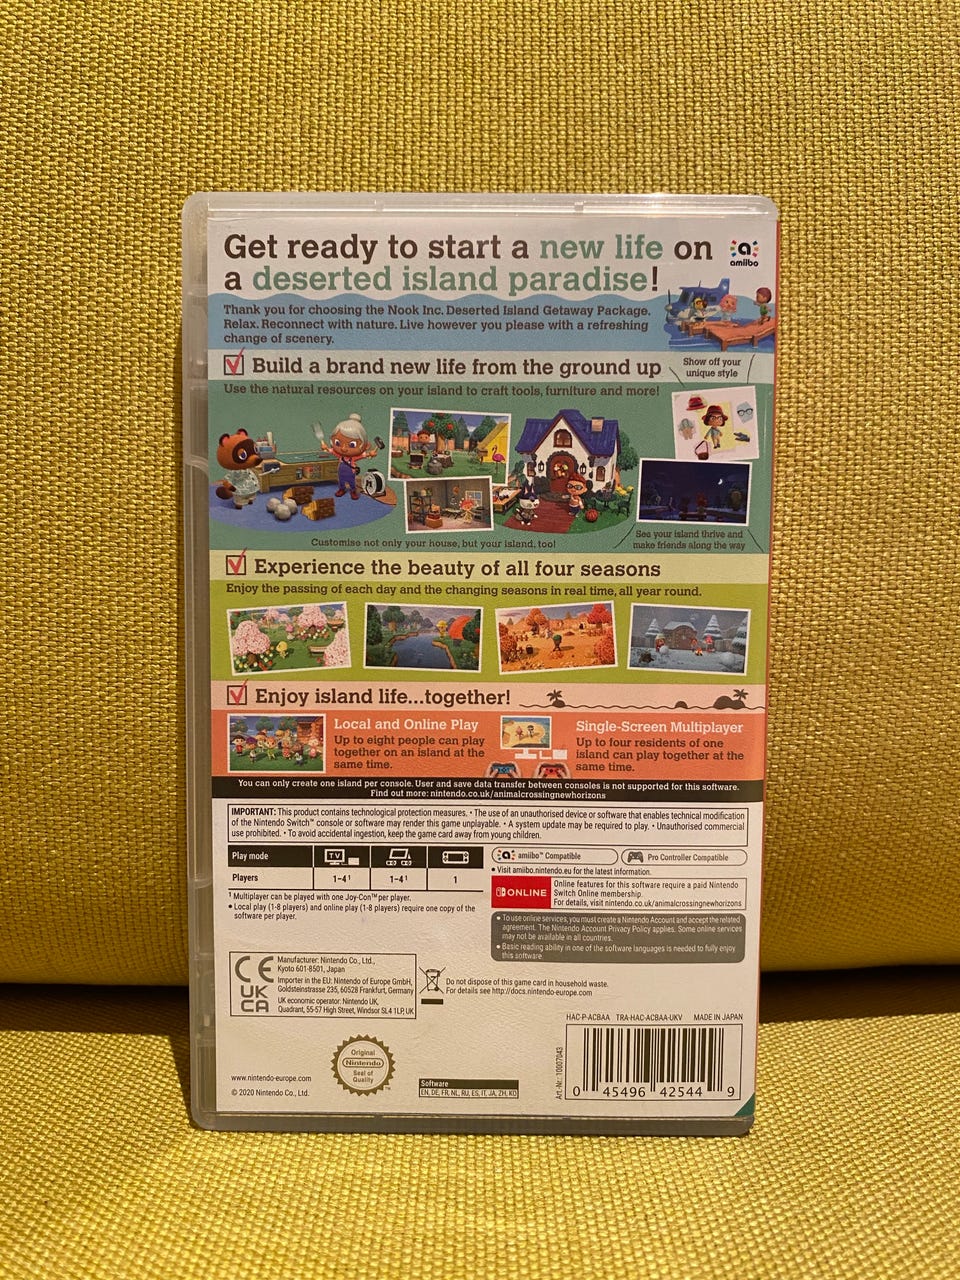 Get ready to start a new life on
a deserted island paradise!
amiibo
Thank you for choosing the Nook Inc. Deserted Island Getaway Package.
Relax. Reconnect with nature. Live however you please with a refreshing
change of scenery.
Build a brand new life from the ground up
Show off your
unique style
Use the natural resources on your island to craft tools, furniture and more!
Customise not only your house, but your island, too!
See your island thrive and
make friends along the way
Experience the beauty of all four seasons
Enjoy the passing of each day and the changing seasons in real time, all year round.
Enjoy island life...together!
Local and Online Play
Up to eight people can play
together on an island at the
same time.
Single-Screen Multiplayer
Up to four residents of one
island can play together at the
same time.
You can only create one island per console. User and save data transfer between consoles is not supported for this software.
Find out more: nintendo.co.uk/animalcrossingnewhorizons
IMPORTANT: This product contains technological protection measures. • The use of an unauthorised device or software that enables technical modification
of the Nintendo Switch™ console or software may render this game unplayable. • A system update may be required to play. • Unauthorised commercial
use prohibited. • To avoid accidental ingestion, keep the game card away from young children.
Play mode TV
Players 1-4¹ 1-4¹ 1
¹ Multiplayer can be played with one Joy-Con™ per player.
• Local play (1-8 players) and online play (1-8 players) require one copy of the
software per player.
amiibo™ Compatible
Pro Controller Compatible
• Visit amiibo.nintendo.eu for the latest information.
ONLINE
Online features for this software require a paid Nintendo
Switch Online membership.
For details, visit nintendo.co.uk/animalcrossingnewhorizons
• To use online services, you must create a Nintendo Account and accept the related
agreement. The Nintendo Account Privacy Policy applies. Some online services
may not be available in all countries.
• Basic reading ability in one of the software languages is needed to fully enjoy
this software.
CE
UK
CA
Manufacturer: Nintendo Co., Ltd.,
Kyoto 601-8501, Japan
Importer in the EU: Nintendo of Europe GmbH,
Goldsteinstrasse 235, 60528 Frankfurt, Germany
UK economic operator: Nintendo UK,
Quadrant, 55-57 High Street, Windsor SL4 1LP, UK
Do not dispose of this game card in household waste.
For details see http://docs.nintendo-europe.com
HAC-P-ACBAA TRA-HAC-ACBAA-UKV MADE IN JAPAN
Art.-Nr.: 10007043
0 45496 42544 9
Original
Nintendo
Seal of
Quality
www.nintendo-europe.com
© 2020 Nintendo Co., Ltd.
Software
EN, DE, FR, NL, RU, ES, IT, JA, ZH, KO